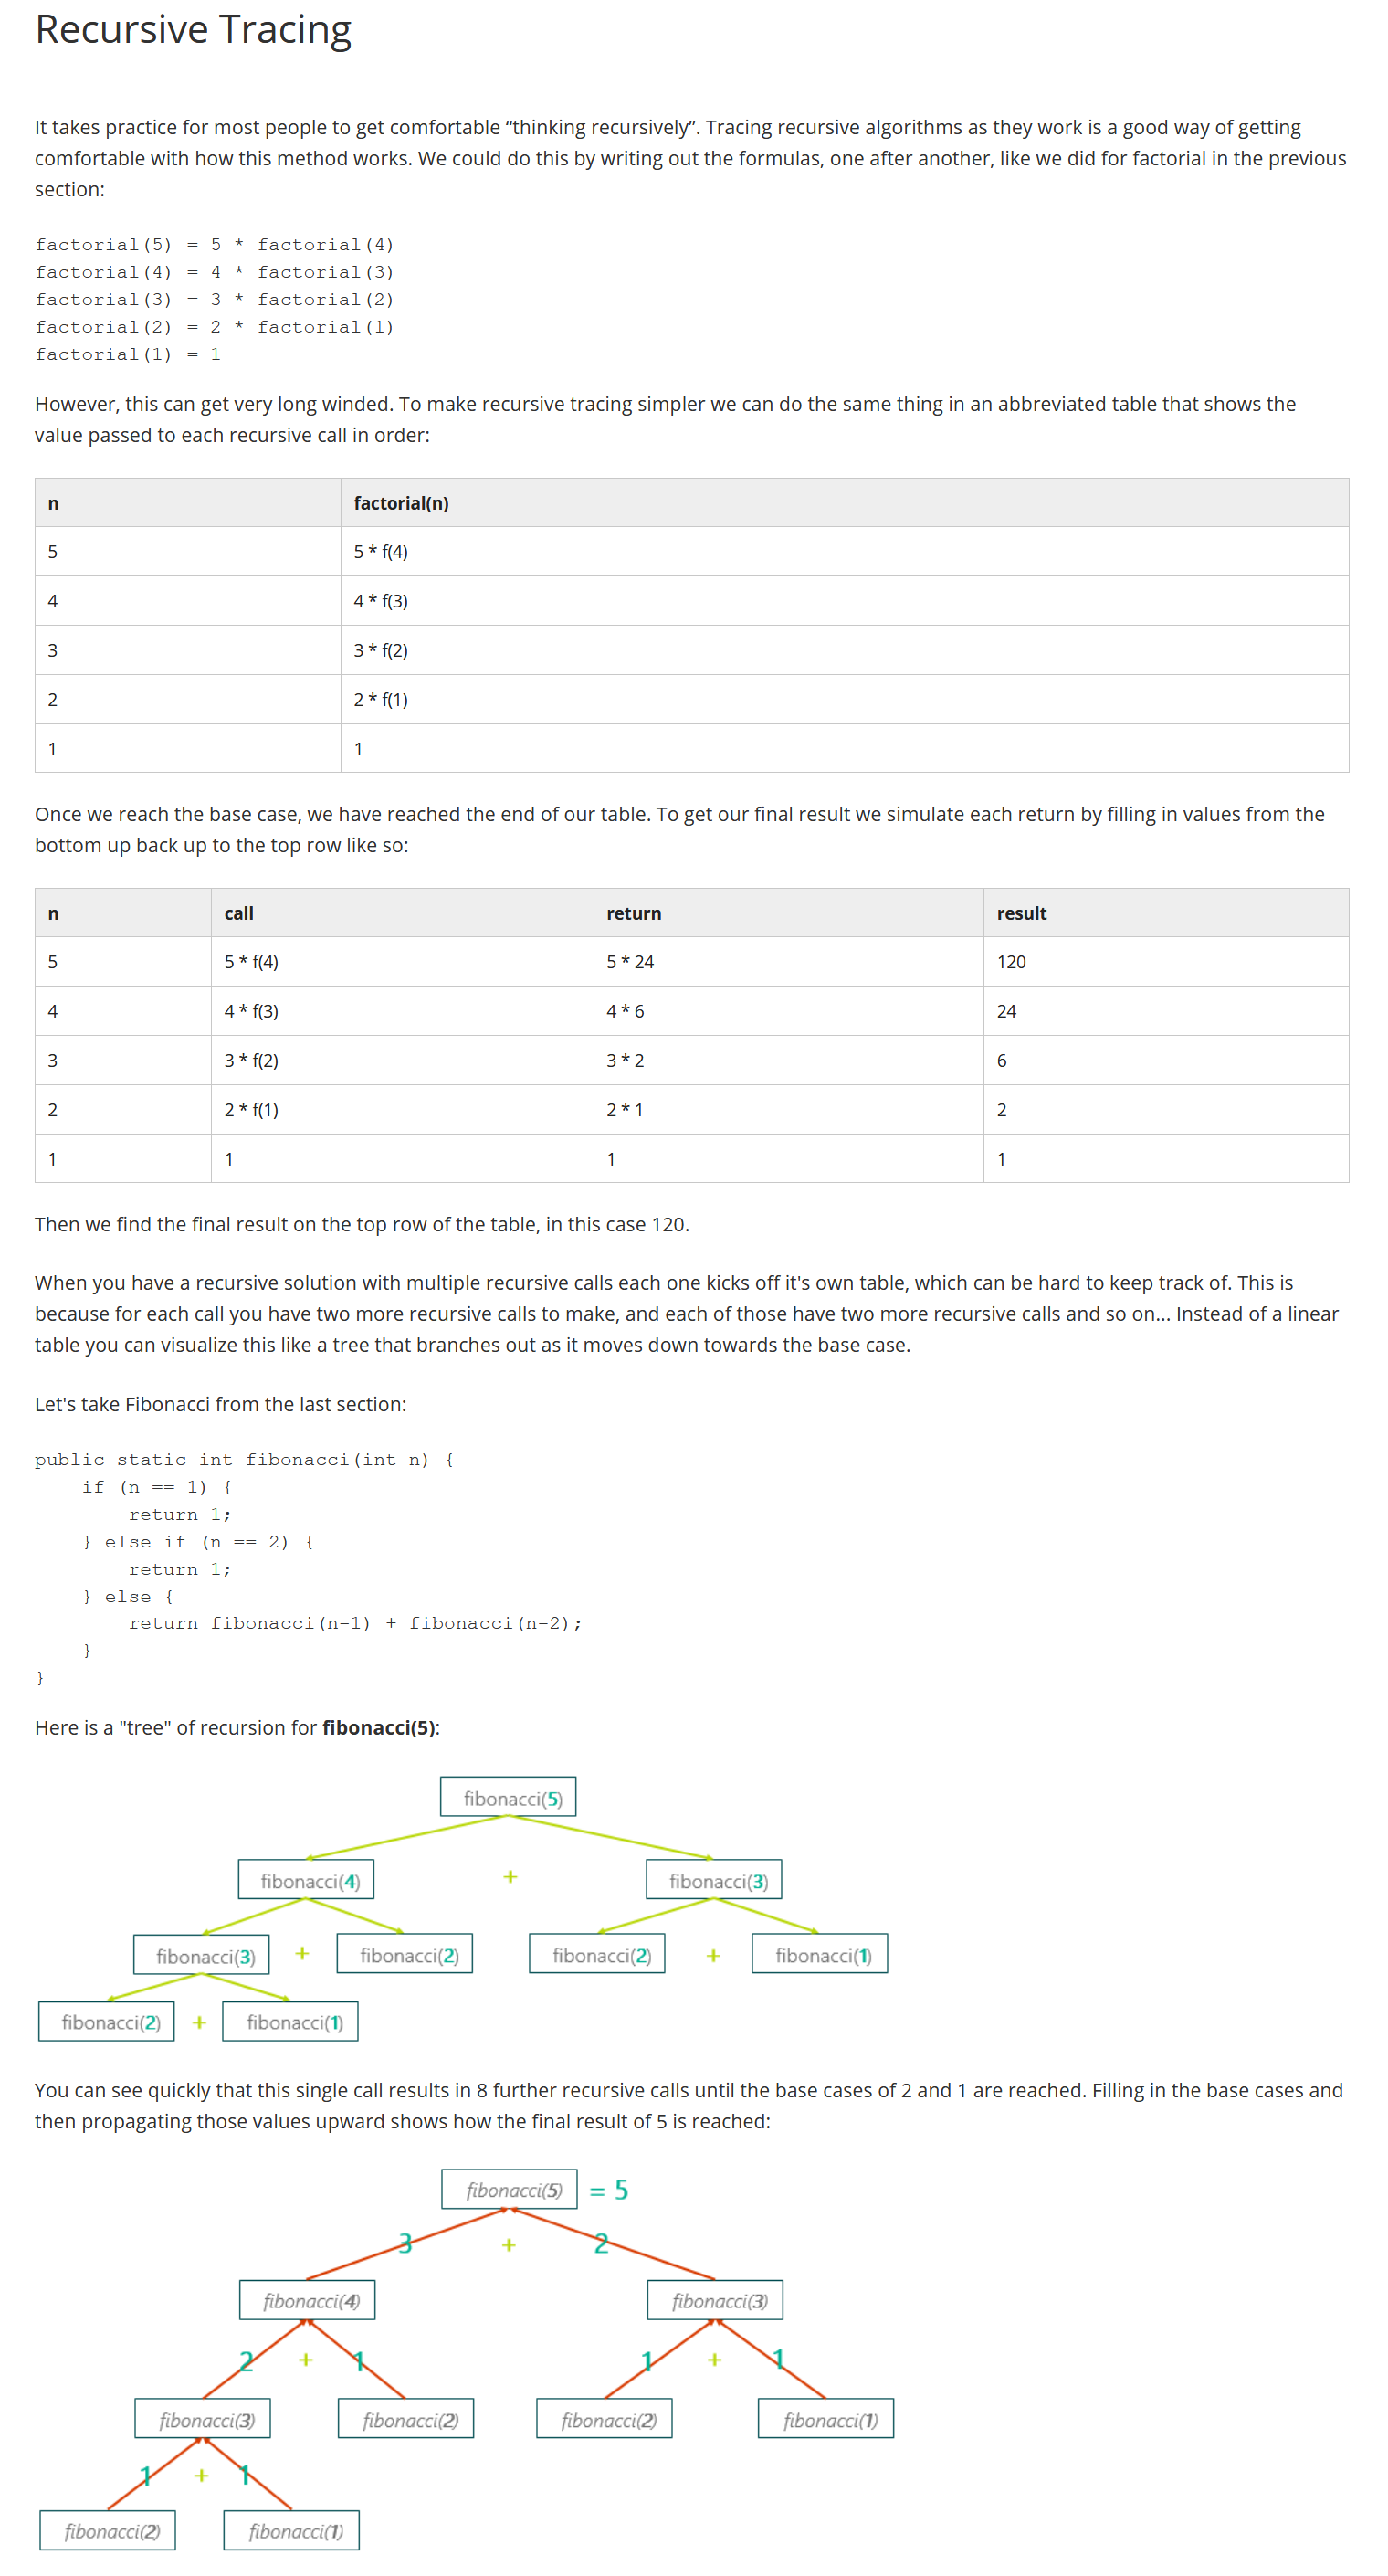 Recursive Tracing
It takes practice for most people to get comfortable “thinking recursively”. Tracing recursive algorithms as they work is a good way of getting
comfortable with how this method works. We could do this by writing out the formulas, one after another, like we did for factorial in the previous
section:
factorial(5) = 5 * factorial(4)
factorial(4) = 4 * factorial(3)
factorial(3) = 3 * factorial(2)
factorial(2) = 2 * factorial(1)
factorial(1) = 1
However, this can get very long winded. To make recursive tracing simpler we can do the same thing in an abbreviated table that shows the
value passed to each recursive call in order:
n factorial(n)
5 5 * f(4)
4 4 * f(3)
3 3 * f(2)
2 2 * f(1)
1 1
Once we reach the base case, we have reached the end of our table. To get our final result we simulate each return by filling in values from the
bottom up back up to the top row like so:
n call return result
5 5 * f(4) 5 * 24 120
4 4 * f(3) 4 * 6 24
3 3 * f(2) 3 * 2 6
2 2 * f(1) 2 * 1 2
1 1 1 1
Then we find the final result on the top row of the table, in this case 120.
When you have a recursive solution with multiple recursive calls each one kicks off it's own table, which can be hard to keep track of. This is
because for each call you have two more recursive calls to make, and each of those have two more recursive calls and so on... Instead of a linear
table you can visualize this like a tree that branches out as it moves down towards the base case.
Let's take Fibonacci from the last section:
public static int fibonacci(int n) {
    if (n == 1) {
        return 1;
    } else if (n == 2) {
        return 1;
    } else {
        return fibonacci(n-1) + fibonacci(n-2);
    }
}
Here is a "tree" of recursion for fibonacci(5):
fibonacci(5)
fibonacci(4) + fibonacci(3)
fibonacci(3) + fibonacci(2) fibonacci(2) + fibonacci(1)
fibonacci(2) + fibonacci(1)
You can see quickly that this single call results in 8 further recursive calls until the base cases of 2 and 1 are reached. Filling in the base cases and
then propagating those values upward shows how the final result of 5 is reached:
fibonacci(5) = 5
3 + 2
fibonacci(4) fibonacci(3)
2 + 1 1 + 1
fibonacci(3) fibonacci(2) fibonacci(2) fibonacci(1)
1 + 1
fibonacci(2) fibonacci(1)